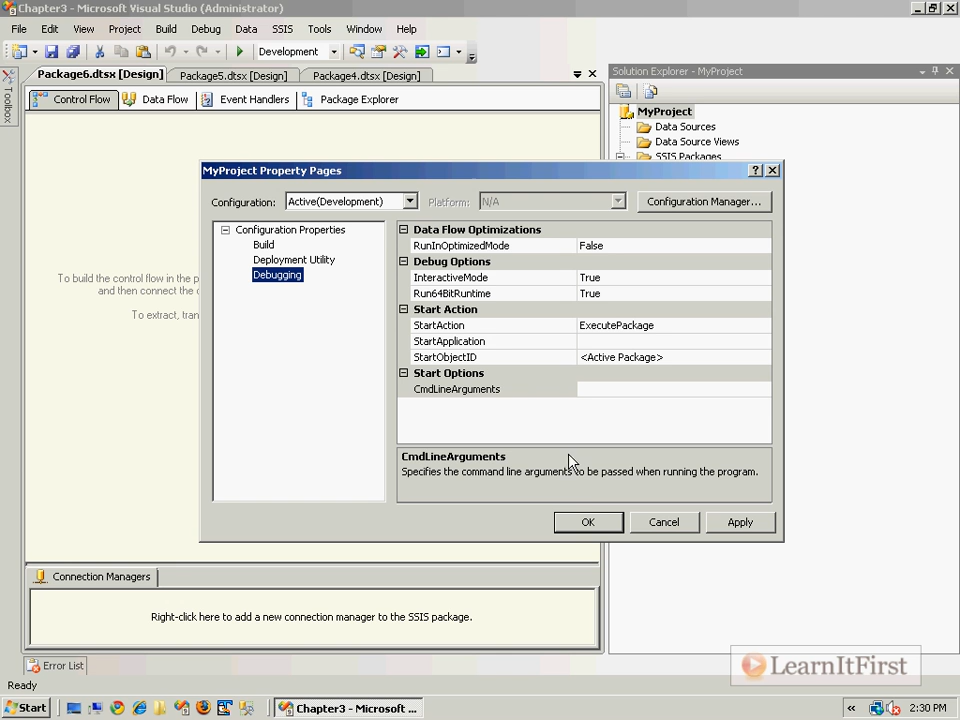 Chapter3 - Microsoft Visual Studio (Administrator)
File Edit View Project Build Debug Data SSIS Tools Window Help
Development
Package6.dtsx [Design] Package5.dtsx [Design] Package4.dtsx [Design]
Solution Explorer - MyProject
Toolbox
Control Flow Data Flow Event Handlers Package Explorer
MyProject
Data Sources
Data Source Views
SSIS Packages
To build the control flow in the p
and then connect the c
To extract, tran
MyProject Property Pages
Configuration: Active(Development) Platform: N/A Configuration Manager...
Configuration Properties
Build
Deployment Utility
Debugging
Data Flow Optimizations
RunInOptimizedMode False
Debug Options
InteractiveMode True
Run64BitRuntime True
Start Action
StartAction ExecutePackage
StartApplication
StartObjectID <Active Package>
Start Options
CmdLineArguments
CmdLineArguments
Specifies the command line arguments to be passed when running the program.
OK Cancel Apply
Connection Managers
Right-click here to add a new connection manager to the SSIS package.
Error List
LearnItFirst
Ready
Start Chapter3 - Microsoft ... « 2:30 PM